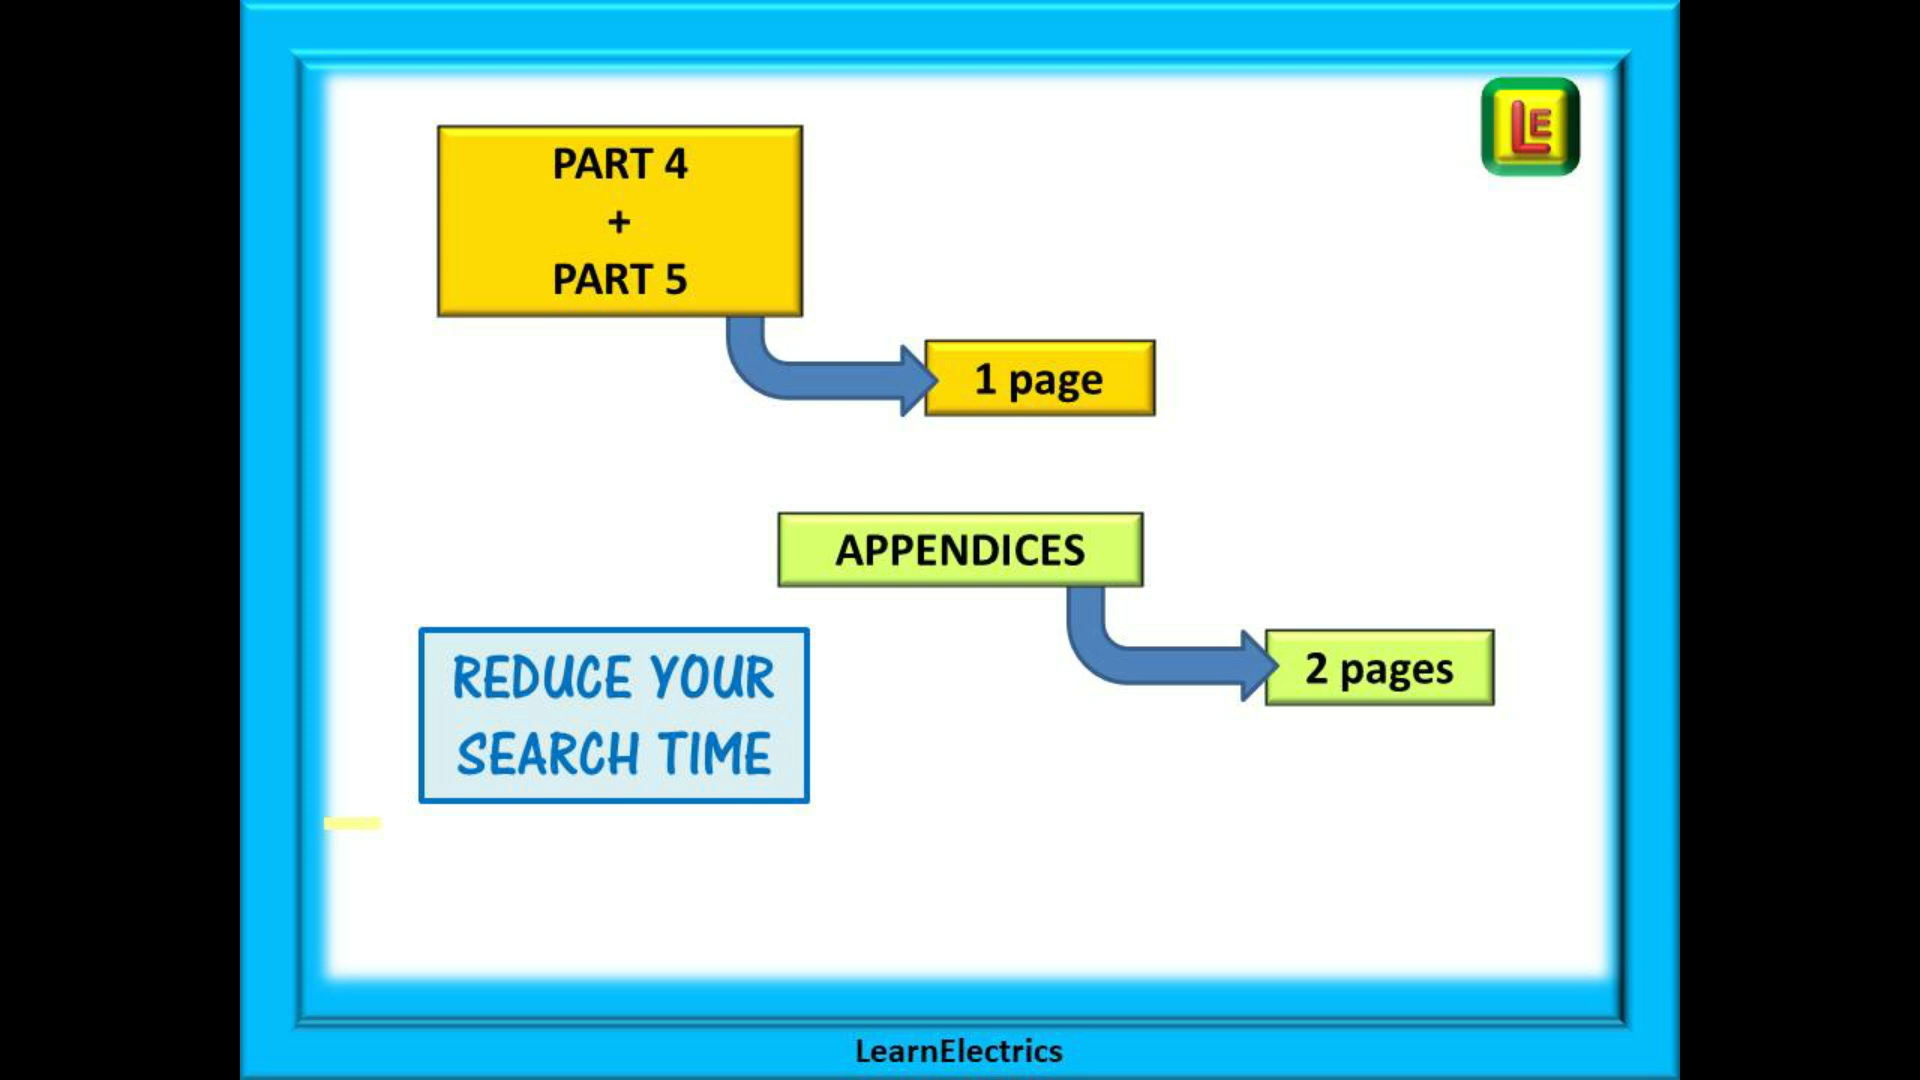 LE
PART 4
+
PART 5
1 page
APPENDICES
2 pages
REDUCE YOUR
SEARCH TIME
LearnElectrics